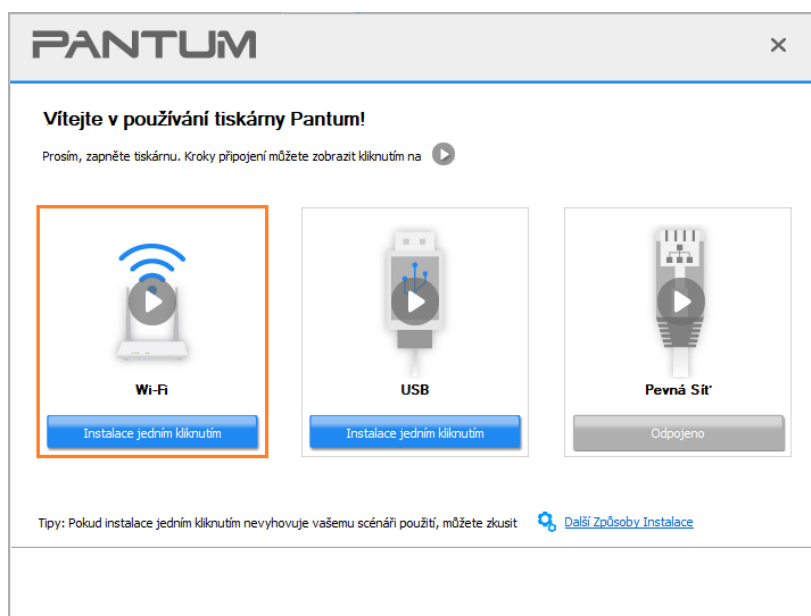 PANTUM
Vítejte v používání tiskárny Pantum!
Prosím, zapněte tiskárnu. Kroky připojení můžete zobrazit kliknutím na
Wi-Fi
USB
Pevná Síť
Instalace jedním kliknutím
Instalace jedním kliknutím
Odpojeno
Tipy: Pokud instalace jedním kliknutím nevyhovuje vašemu scénáři použití, můžete zkusit
Další Způsoby Instalace